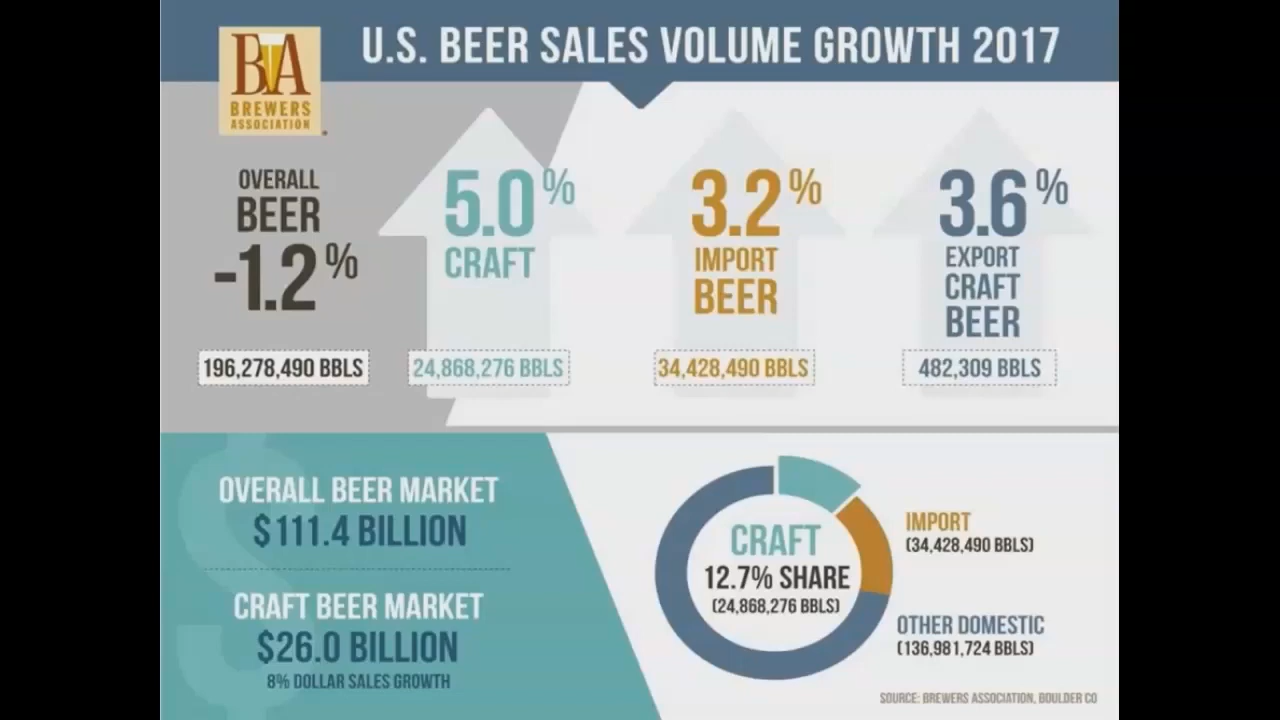 U.S. BEER SALES VOLUME GROWTH 2017
BA
BREWERS
ASSOCIATION
OVERALL
BEER
-1.2%
196,278,490 BBLS
5.0%
CRAFT
24,868,276 BBLS
3.2%
IMPORT
BEER
34,428,490 BBLS
3.6%
EXPORT
CRAFT
BEER
482,309 BBLS
$
OVERALL BEER MARKET
$111.4 BILLION
CRAFT BEER MARKET
$26.0 BILLION
8% DOLLAR SALES GROWTH
CRAFT
12.7% SHARE
(24,868,276 BBLS)
IMPORT
(34,428,490 BBLS)
OTHER DOMESTIC
(136,981,724 BBLS)
SOURCE: BREWERS ASSOCIATION, BOULDER CO